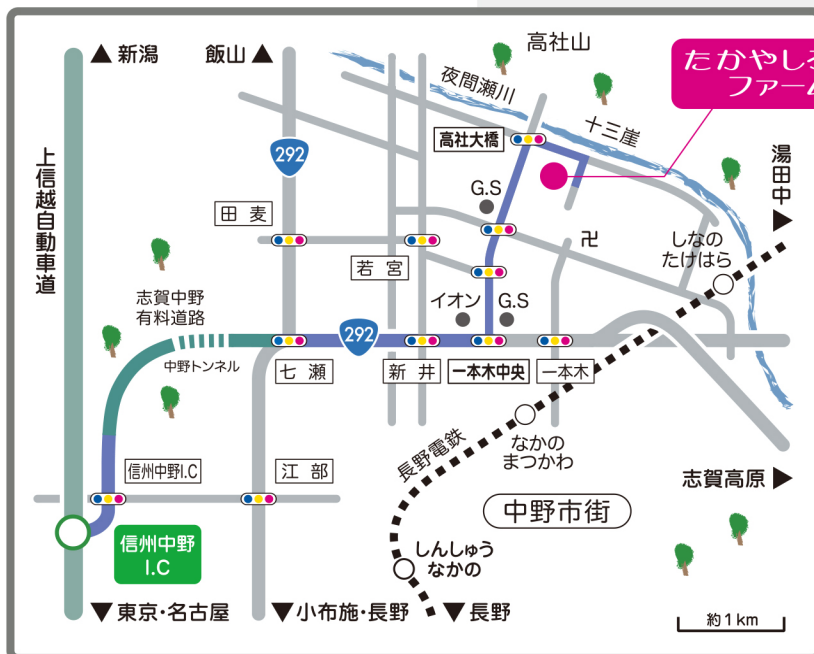 ▲新潟
飯山▲
高社山
たかやしろ
ファーム
夜間瀬川
高社大橋
十三崖
292
上信越自動車道
湯田中
▶
G.S
田麦
卍
しなの
たけはら
若宮
志賀中野
有料道路
イオン
G.S
292
中野トンネル
七瀬
新井
一本木中央
一本木
長野電鉄
なかの
まつかわ
信州中野I.C
江部
志賀高原▶
中野市街
信州中野
I.C
しんしゅう
なかの
▼東京・名古屋
▼小布施・長野
▼長野
約1km